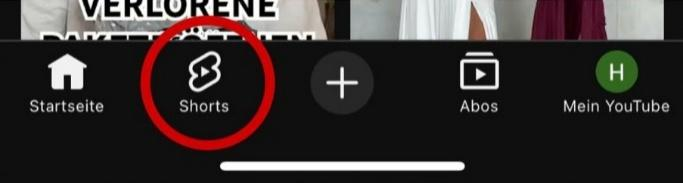 VERLORENE
Startseite
Shorts
Abos
H
Mein YouTube